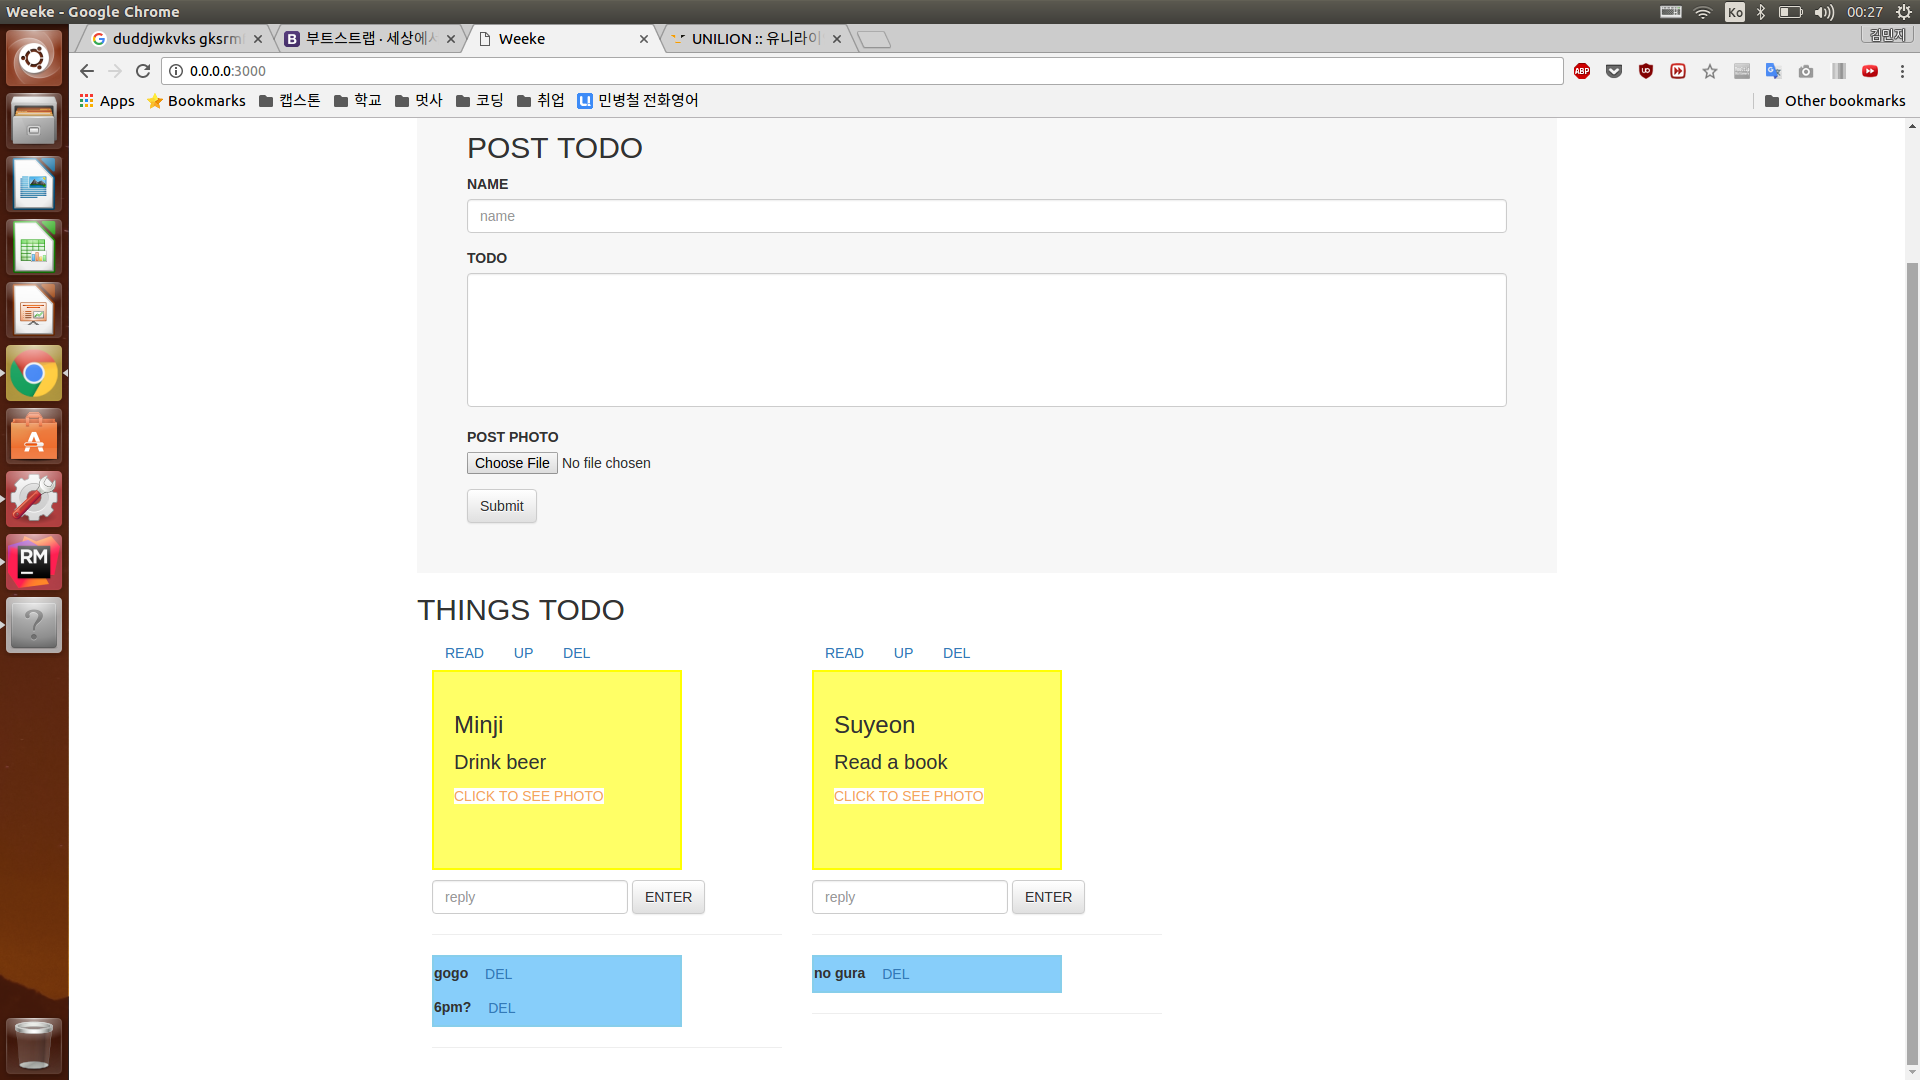 Weeke - Google Chrome
Ko
00:27
duddjwkvks gksrm
부트스트랩 · 세상에서
Weeke
UNILION :: 유니라이
김민지
0.0.0.0:3000
ABP
Apps
Bookmarks
캡스톤
학교
멋사
코딩
취업
민병철 전화영어
Other bookmarks
POST TODO
NAME
name
TODO
POST PHOTO
Choose File No file chosen
Submit
THINGS TODO
READ UP DEL
Minji
Drink beer
CLICK TO SEE PHOTO
reply
ENTER
gogo DEL
6pm? DEL
READ UP DEL
Suyeon
Read a book
CLICK TO SEE PHOTO
reply
ENTER
no gura DEL
RM